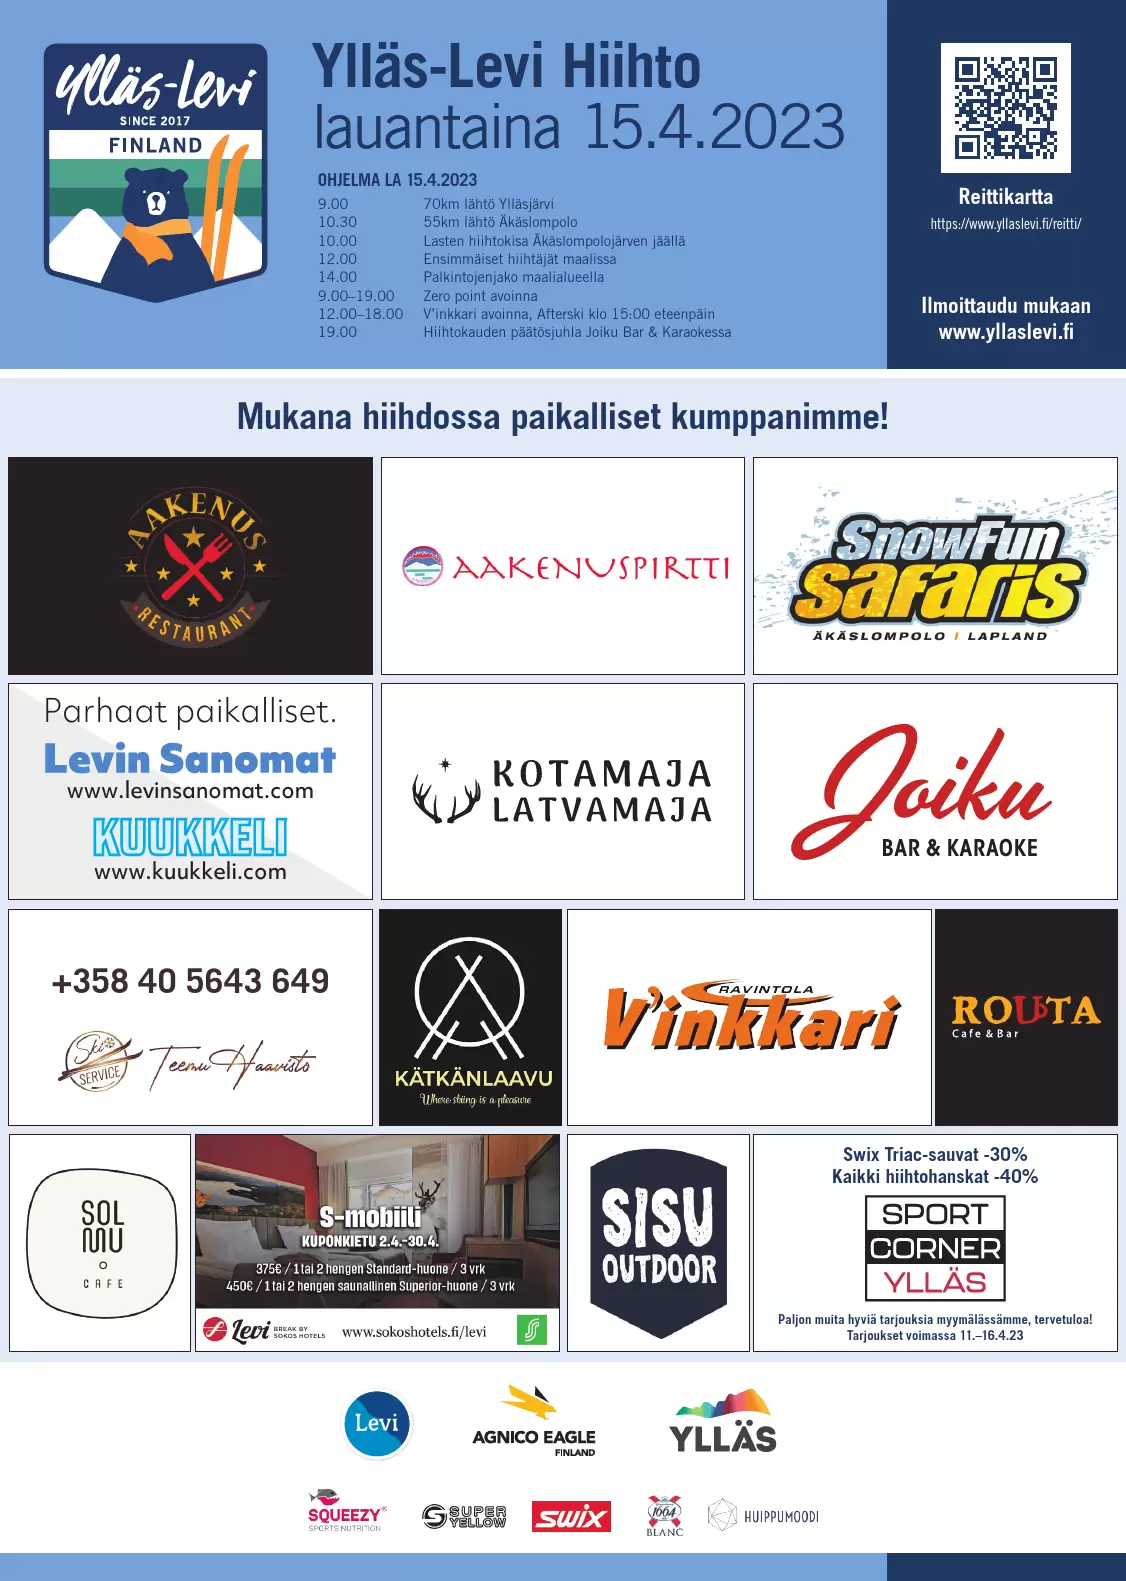 Ylläs-Levi
SINCE 2017
FINLAND
Ylläs-Levi Hiihto
lauantaina 15.4.2023
OHJELMA LA 15.4.2023
9.00 70km lähtö Ylläsjärvi
10.30 55km lähtö Äkäslompolo
10.00 Lasten hiihtokisa Äkäslompolojärven jäällä
12.00 Ensimmäiset hiihtäjät maalissa
14.00 Palkintojenjako maalialueella
9.00–19.00 Zero point avoinna
12.00–18.00 V'inkkari avoinna, Afterski klo 15:00 eteenpäin
19.00 Hiihtokauden päätösjuhla Joiku Bar & Karaokessa
Reittikartta
https://www.yllaslevi.fi/reitti/
Ilmoittaudu mukaan
www.yllaslevi.fi
Mukana hiihdossa paikalliset kumppanimme!
AAKENUS
RESTAURANT
AAKENUSPIRTTI
SnowFun
safaris
ÄKÄSLOMPOLO I LAPLAND
Parhaat paikalliset.
Levin Sanomat
www.levinsanomat.com
KUUKKELI
www.kuukkeli.com
KOTAMAJA
LATVAMAJA
Joiku
BAR & KARAOKE
+358 40 5643 649
Ski
SERVICE
Teemu Haavisto
KÄTKÄNLAAVU
Where skiing is a pleasure
RAVINTOLA
V'inkkari
ROUTA
Cafe & Bar
SOL
MU
CAFE
S-mobiili
KUPONKIETU 2.4.-30.4.
375€ / 1 tai 2 hengen Standard-huone / 3 vrk
450€ / 1 tai 2 hengen saunallinen Superior-huone / 3 vrk
Levi
BREAK BY
SOKOS HOTELS
www.sokoshotels.fi/levi
SISU
OUTDOOR
Swix Triac-sauvat -30%
Kaikki hiihtohanskat -40%
SPORT
CORNER
YLLÄS
Paljon muita hyviä tarjouksia myymälässämme, tervetuloa!
Tarjoukset voimassa 11.–16.4.23
Levi
AGNICO EAGLE
FINLAND
YLLÄS
SQUEEZY®
SPORTS NUTRITION
SUPER
YELLOW
swix
1664
BLANC
HUIPPUMOODI